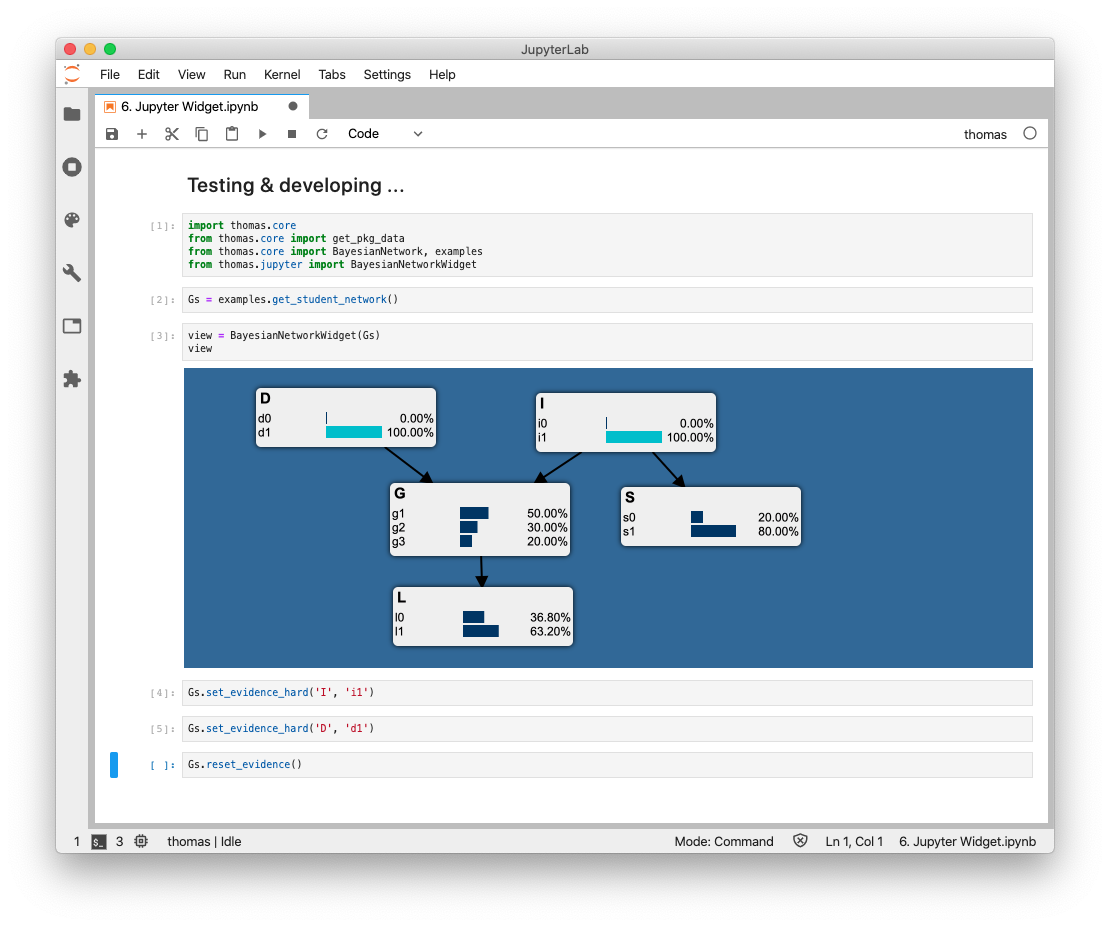 JupyterLab
File Edit View Run Kernel Tabs Settings Help
6. Jupyter Widget.ipynb
Code
thomas
Testing & developing ...
[1]: import thomas.core
from thomas.core import get_pkg_data
from thomas.core import BayesianNetwork, examples
from thomas.jupyter import BayesianNetworkWidget
[2]: Gs = examples.get_student_network()
[3]: view = BayesianNetworkWidget(Gs)
view
D
d0 0.00%
d1 100.00%
I
i0 0.00%
i1 100.00%
G
g1 50.00%
g2 30.00%
g3 20.00%
S
s0 20.00%
s1 80.00%
L
l0 36.80%
l1 63.20%
[4]: Gs.set_evidence_hard('I', 'i1')
[5]: Gs.set_evidence_hard('D', 'd1')
[ ]: Gs.reset_evidence()
1 $_ 3 thomas | Idle Mode: Command Ln 1, Col 1 6. Jupyter Widget.ipynb